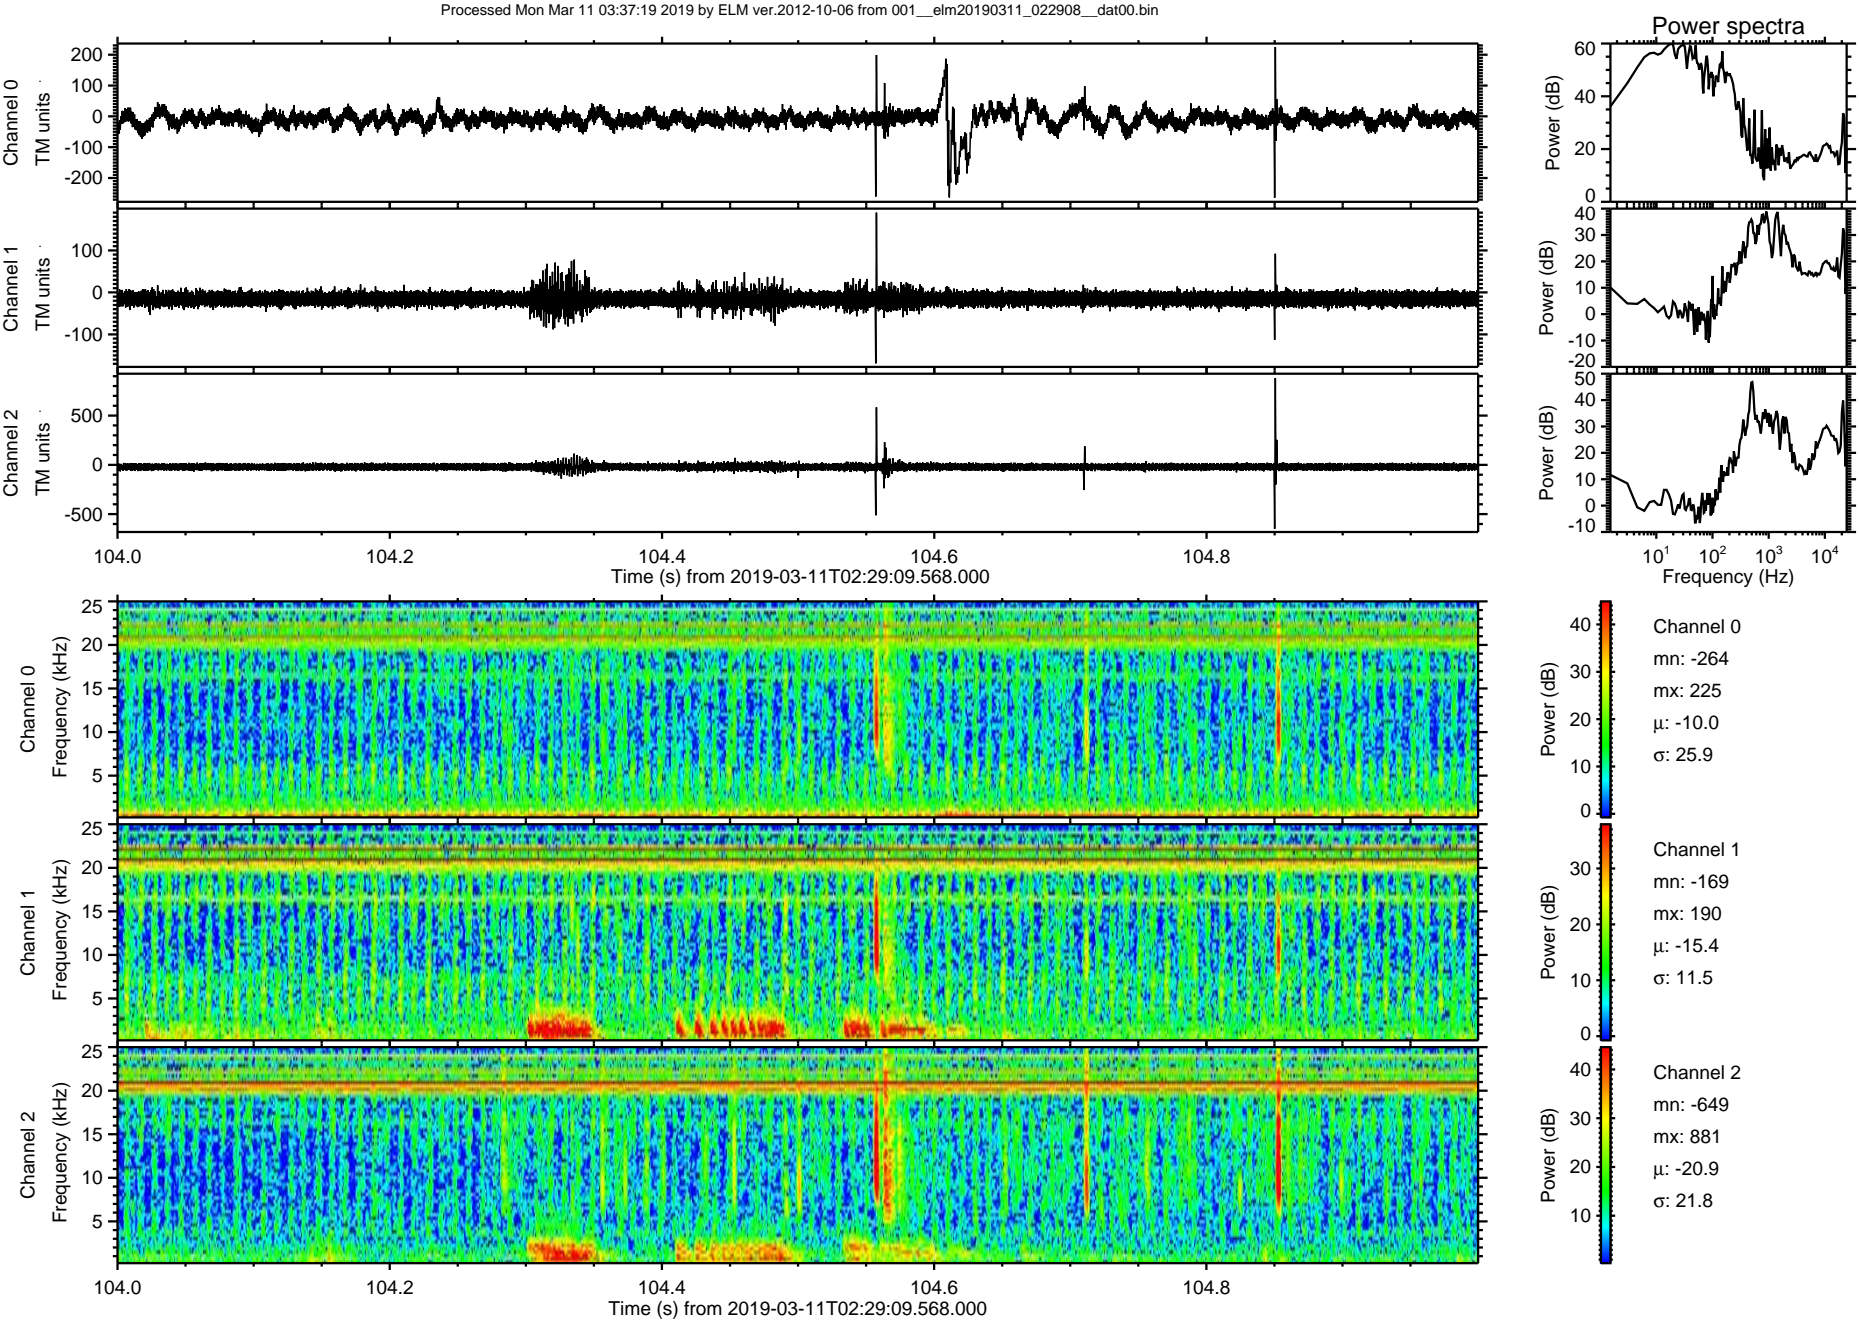 Processed Mon Mar 11 03:37:19 2019 by ELM ver.2012-10-06 from 001__elm20190311_022908__dat00.bin
Power spectra
Channel 0
TM units
200
100
0
-100
-200
Power (dB)
60
40
20
0
Channel 1
TM units
100
0
-100
Power (dB)
40
30
20
10
0
-10
-20
Channel 2
TM units
500
0
-500
Power (dB)
50
40
30
20
10
0
-10
104.0 104.2 104.4 104.6 104.8
Time (s) from 2019-03-11T02:29:09.568.000
10^1 10^2 10^3 10^4
Frequency (Hz)
Channel 0
Frequency (kHz)
25
20
15
10
5
Power (dB)
40
30
20
10
0
Channel 0
mn: -264
mx: 225
μ: -10.0
σ: 25.9
Channel 1
Frequency (kHz)
25
20
15
10
5
Power (dB)
30
20
10
0
Channel 1
mn: -169
mx: 190
μ: -15.4
σ: 11.5
Channel 2
Frequency (kHz)
25
20
15
10
5
Power (dB)
40
30
20
10
Channel 2
mn: -649
mx: 881
μ: -20.9
σ: 21.8
104.0 104.2 104.4 104.6 104.8
Time (s) from 2019-03-11T02:29:09.568.000